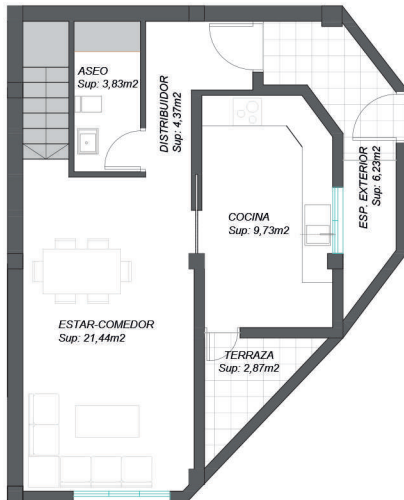 ASEO
Sup: 3,83m2
DISTRIBUIDOR
Sup: 4,37m2
ESP. EXTERIOR
Sup: 6,23m2
COCINA
Sup: 9,73m2
ESTAR-COMEDOR
Sup: 21,44m2
TERRAZA
Sup: 2,87m2